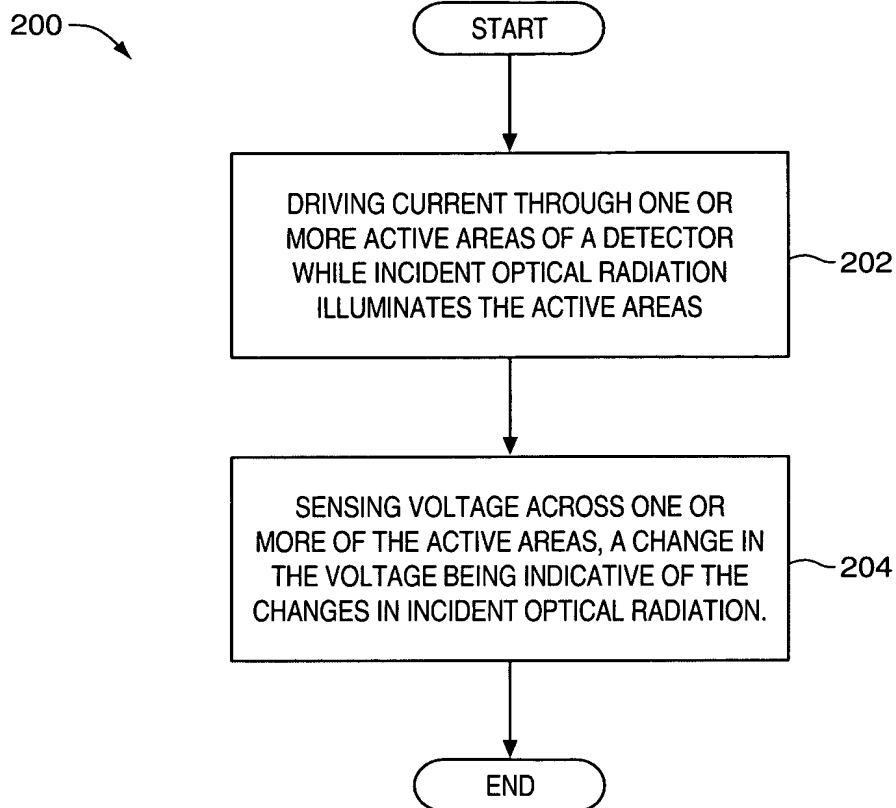 200
START
DRIVING CURRENT THROUGH ONE OR
MORE ACTIVE AREAS OF A DETECTOR
WHILE INCIDENT OPTICAL RADIATION
ILLUMINATES THE ACTIVE AREAS
202
SENSING VOLTAGE ACROSS ONE OR
MORE OF THE ACTIVE AREAS, A CHANGE IN
THE VOLTAGE BEING INDICATIVE OF THE
CHANGES IN INCIDENT OPTICAL RADIATION.
204
END